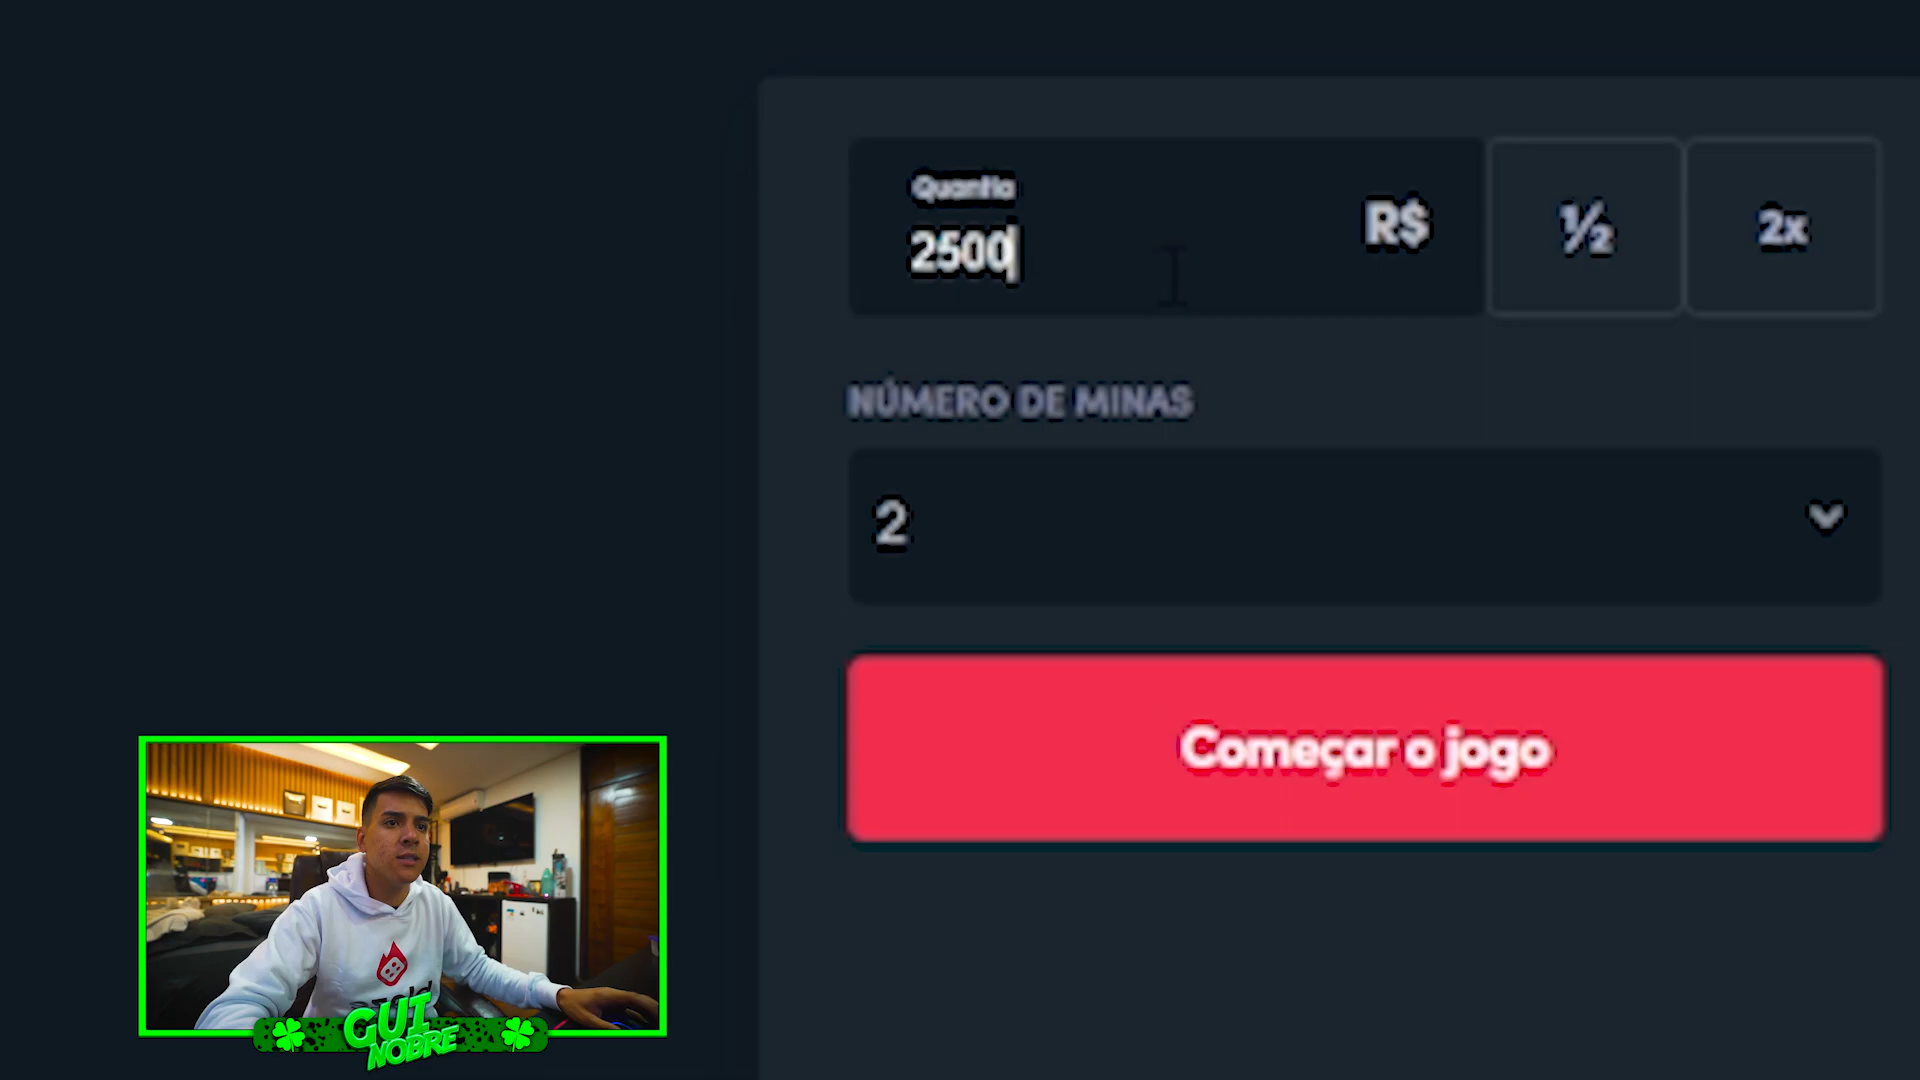 Quantia
2500
R$
½
2x
NÚMERO DE MINAS
2
Começar o jogo
GUI
NOBRE